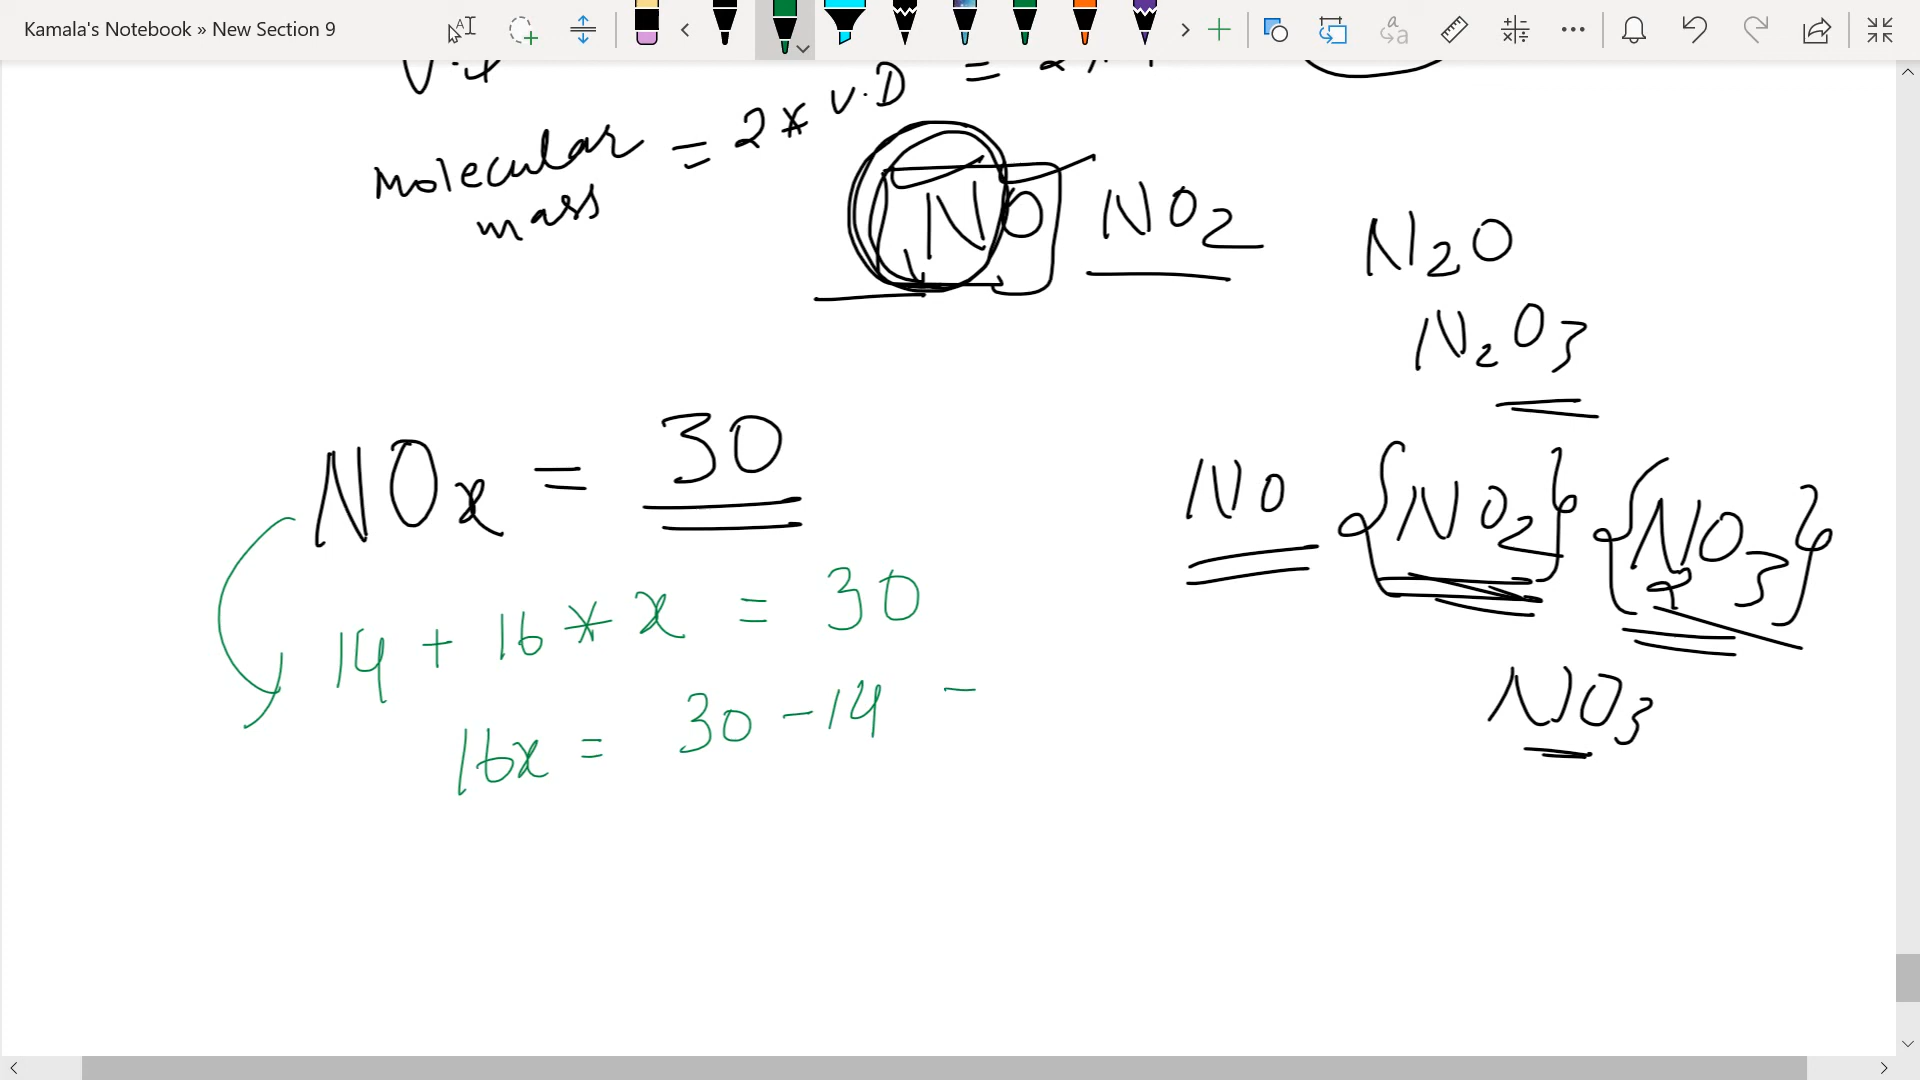 Kamala's Notebook » New Section 9
molecular mass = 2 * V.D =
NO NO2 N2O
N2O3
NOx = 30
NO {NO2} {NO3}
14 + 16 * x = 30
NO3
16x = 30 - 14 =